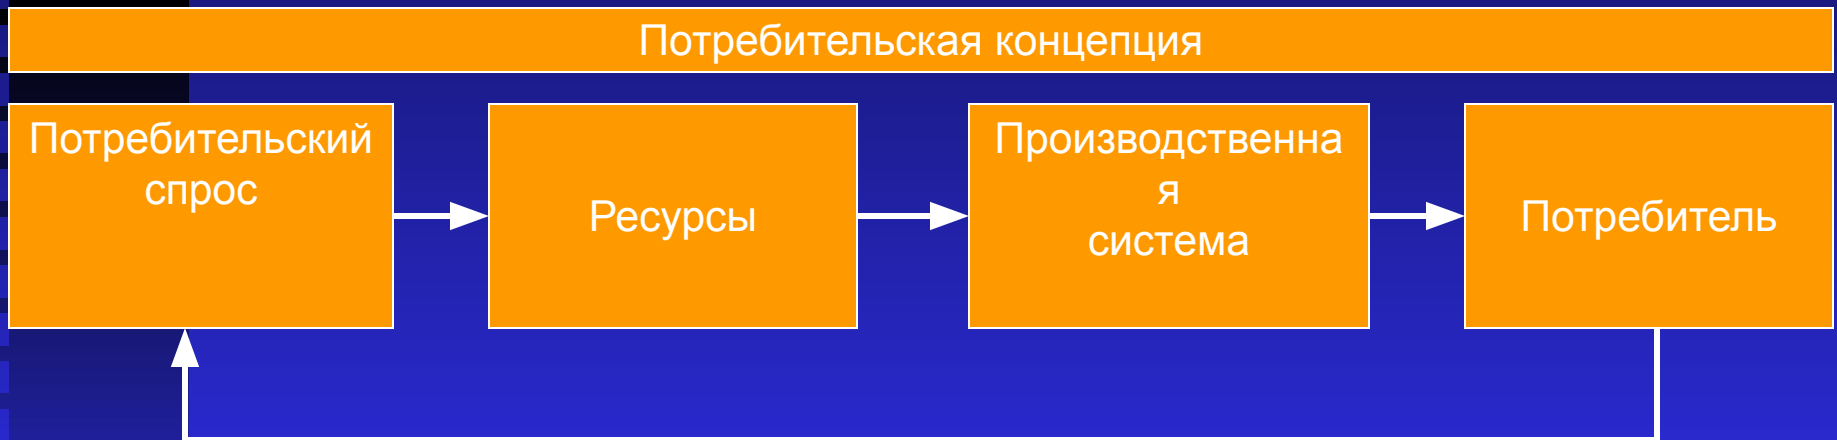 Потребительская концепция
Потребительский
спрос
Ресурсы
Производственна
я
система
Потребитель